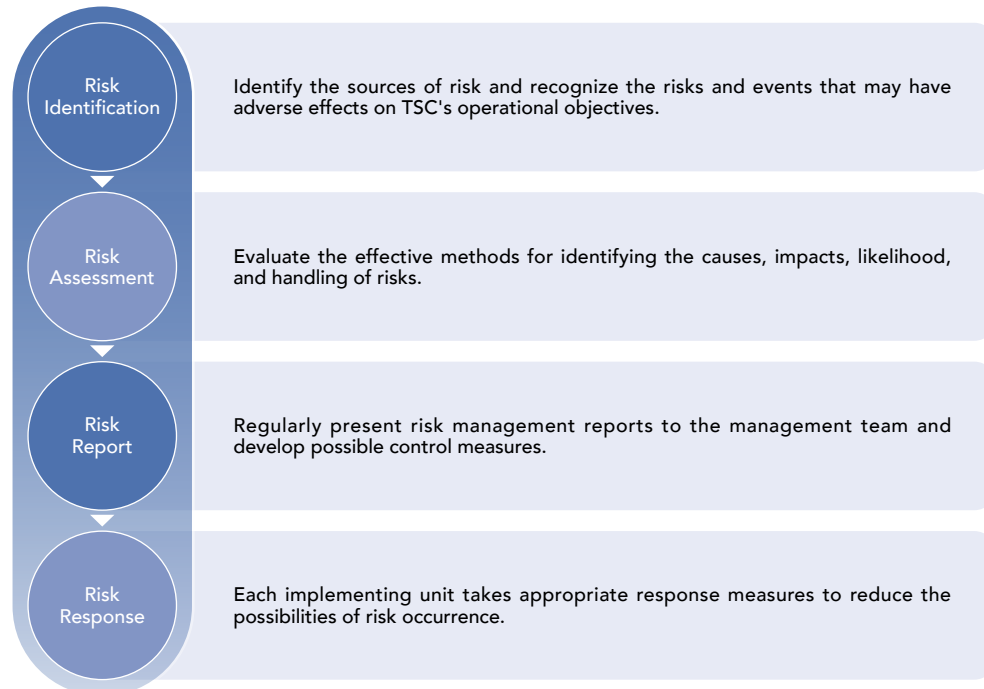 Risk
Identification
Identify the sources of risk and recognize the risks and events that may have
adverse effects on TSC's operational objectives.
Risk
Assessment
Evaluate the effective methods for identifying the causes, impacts, likelihood,
and handling of risks.
Risk
Report
Regularly present risk management reports to the management team and
develop possible control measures.
Risk
Response
Each implementing unit takes appropriate response measures to reduce the
possibilities of risk occurrence.